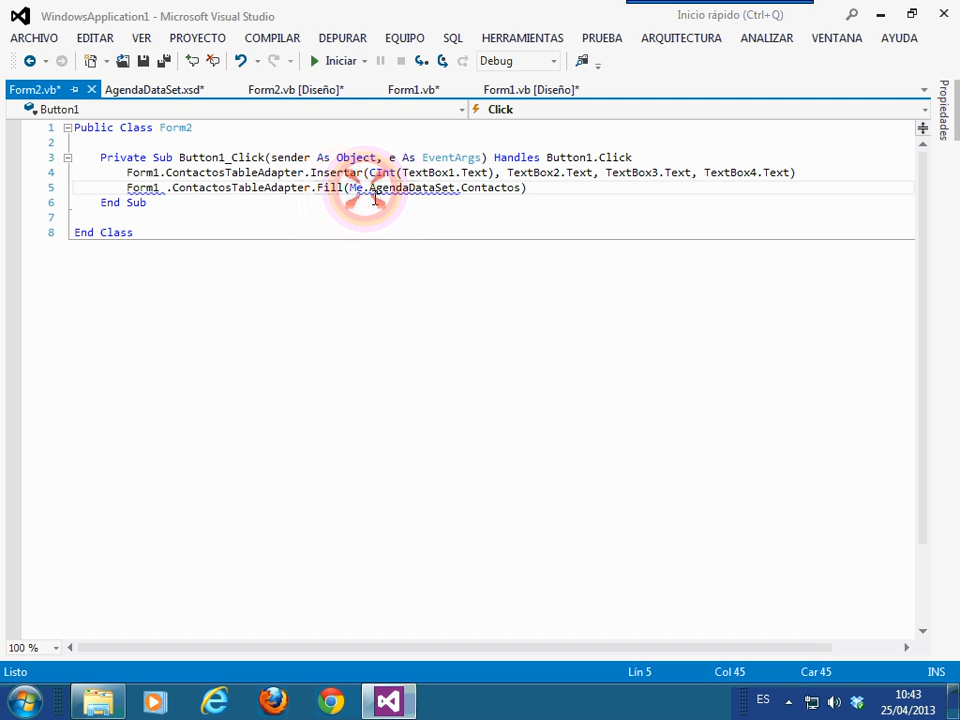 WindowsApplication1 - Microsoft Visual Studio
Inicio rápido (Ctrl+Q)
ARCHIVO EDITAR VER PROYECTO COMPILAR DEPURAR EQUIPO SQL HERRAMIENTAS PRUEBA ARQUITECTURA ANALIZAR VENTANA AYUDA
Iniciar Debug
Form2.vb* AgendaDataSet.xsd* Form2.vb [Diseño]* Form1.vb* Form1.vb [Diseño]*
Propiedades
Button1 Click
1 Public Class Form2
2
3 Private Sub Button1_Click(sender As Object, e As EventArgs) Handles Button1.Click
4 Form1.ContactosTableAdapter.Insertar(CInt(TextBox1.Text), TextBox2.Text, TextBox3.Text, TextBox4.Text)
5 Form1 .ContactosTableAdapter.Fill(Me.AgendaDataSet.Contactos)
6 End Sub
7
8 End Class
100 %
Listo Lín 5 Col 45 Car 45 INS
ES 10:43
25/04/2013